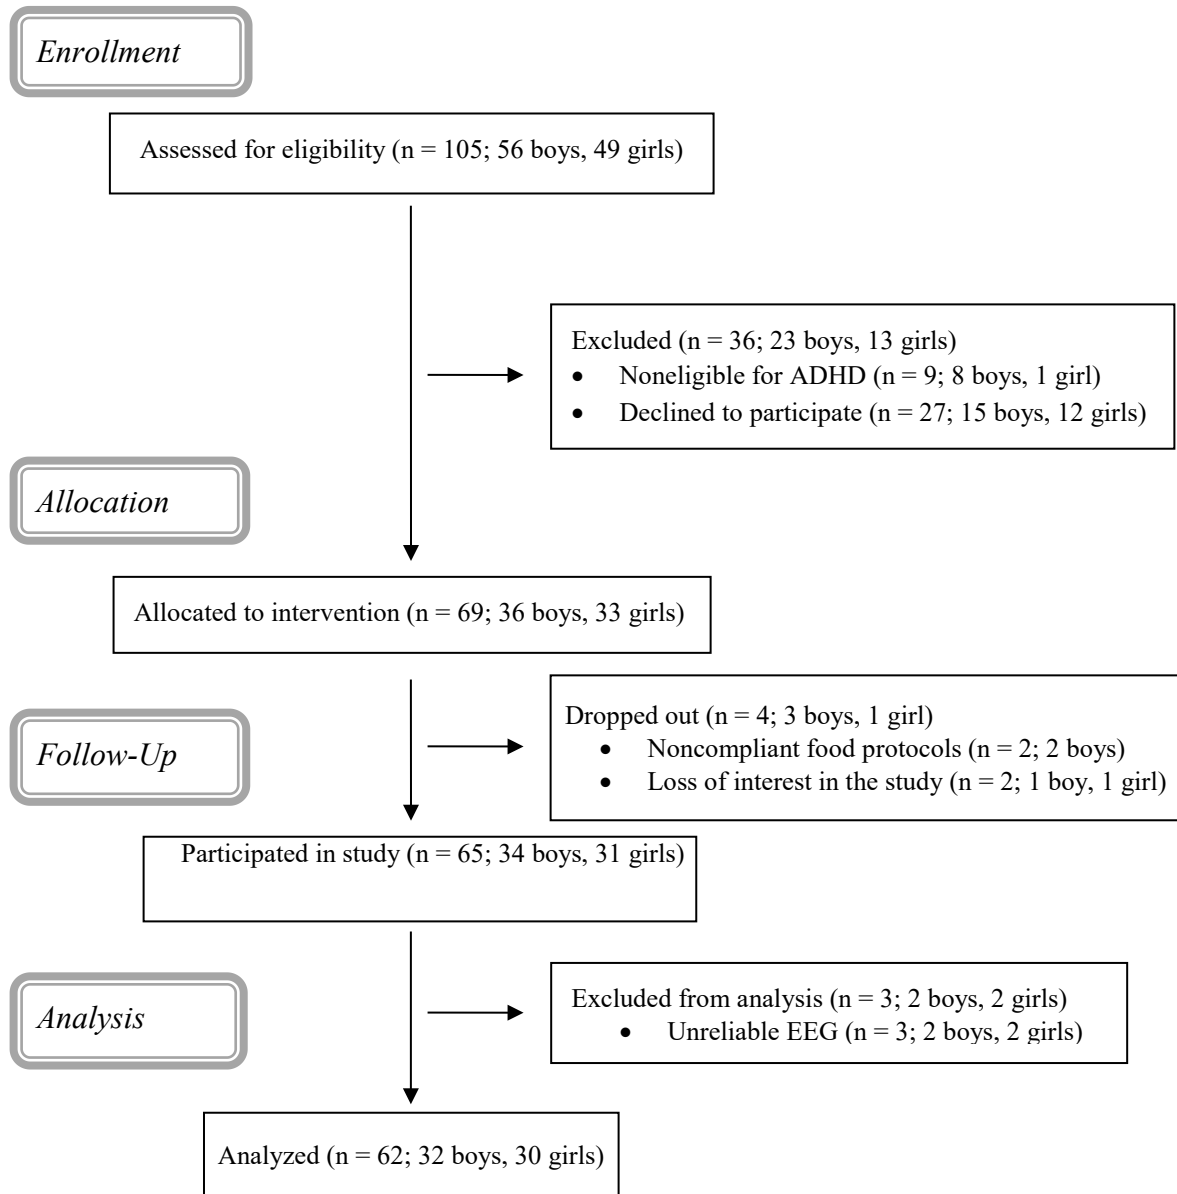 Enrollment
Assessed for eligibility (n = 105; 56 boys, 49 girls)
Excluded (n = 36; 23 boys, 13 girls)
• Noneligible for ADHD (n = 9; 8 boys, 1 girl)
• Declined to participate (n = 27; 15 boys, 12 girls)
Allocation
Allocated to intervention (n = 69; 36 boys, 33 girls)
Dropped out (n = 4; 3 boys, 1 girl)
• Noncompliant food protocols (n = 2; 2 boys)
• Loss of interest in the study (n = 2; 1 boy, 1 girl)
Follow-Up
Participated in study (n = 65; 34 boys, 31 girls)
Excluded from analysis (n = 3; 2 boys, 2 girls)
• Unreliable EEG (n = 3; 2 boys, 2 girls)
Analysis
Analyzed (n = 62; 32 boys, 30 girls)